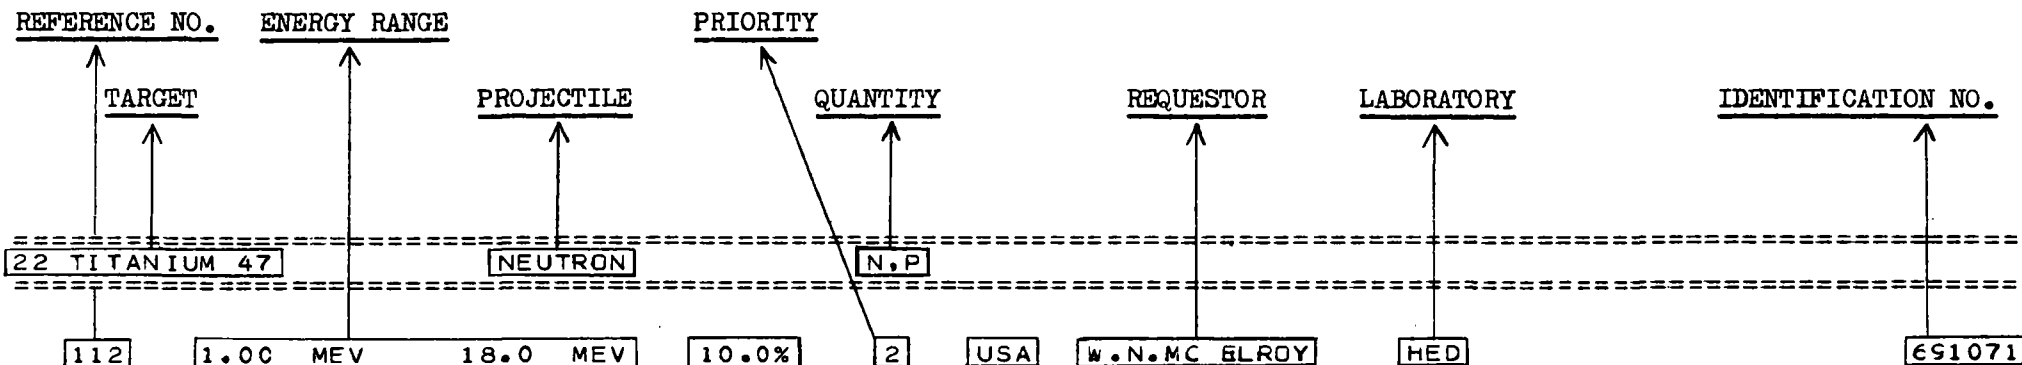 REFERENCE NO. ENERGY RANGE PRIORITY
TARGET PROJECTILE QUANTITY REQUESTOR LABORATORY IDENTIFICATION NO.
===
22 TITANIUM 47 NEUTRON N,P
===
112 1.00 MEV 18.0 MEV 10.0% 2 USA W.N.MC ELROY HED 691071